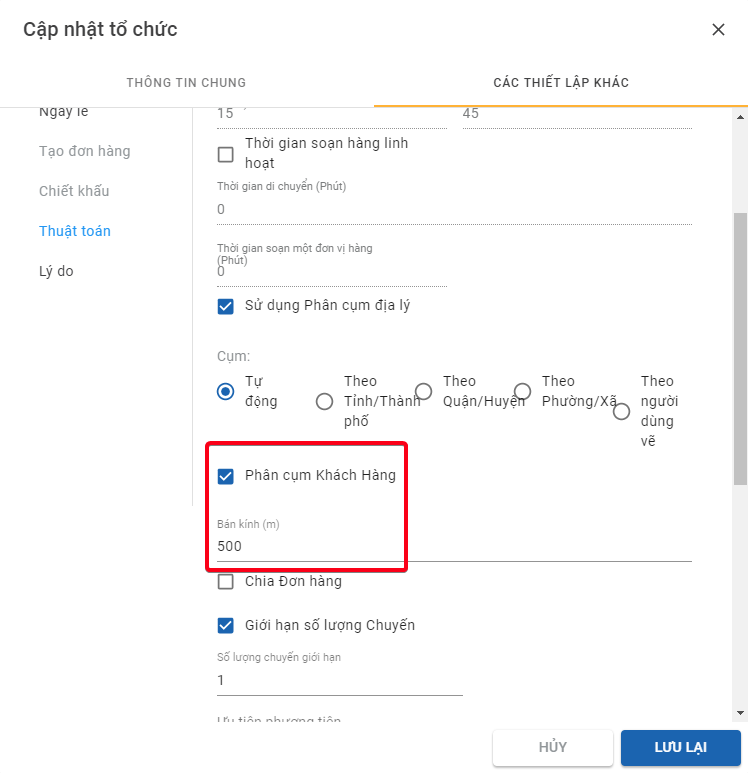 Cập nhật tổ chức
THÔNG TIN CHUNG
CÁC THIẾT LẬP KHÁC
Ngày lễ
Tạo đơn hàng
Chiết khấu
Thuật toán
Lý do
15
45
Thời gian soạn hàng linh
hoạt
Thời gian di chuyển (Phút)
0
Thời gian soạn một đơn vị hàng
(Phút)
0
Sử dụng Phân cụm địa lý
Cụm:
Tự
động
Theo
Tỉnh/Thành
phố
Theo
Quận/Huyện
Theo
Phường/Xã
Theo
người
dùng
vẽ
Phân cụm Khách Hàng
Bán kính (m)
500
Chia Đơn hàng
Giới hạn số lượng Chuyến
Số lượng chuyến giới hạn
1
Ưu tiên phương tiện
HỦY
LƯU LẠI